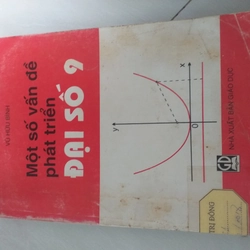 VŨ HỮU BÌNH
Một số vấn đề
phát triển
ĐẠI SỐ 9
y
x
O
NHÀ XUẤT BẢN GIÁO DỤC